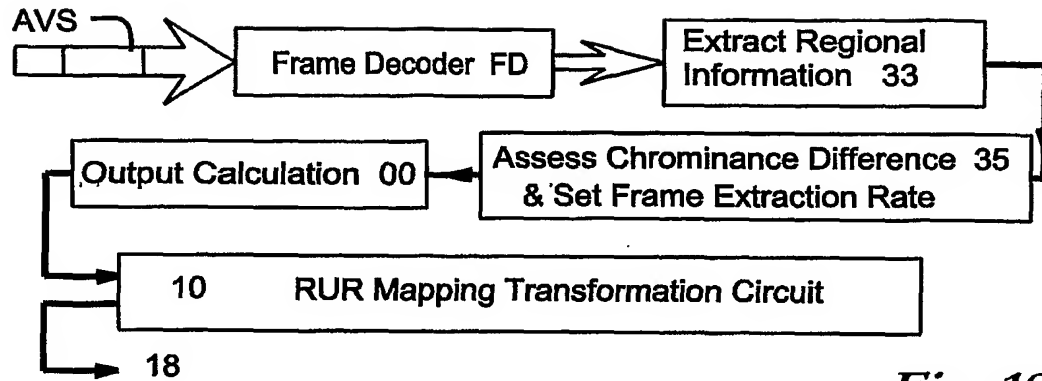 AVS
Frame Decoder FD
Extract Regional
Information 33
Output Calculation 00
Assess Chrominance Difference 35
& Set Frame Extraction Rate
10 RUR Mapping Transformation Circuit
18